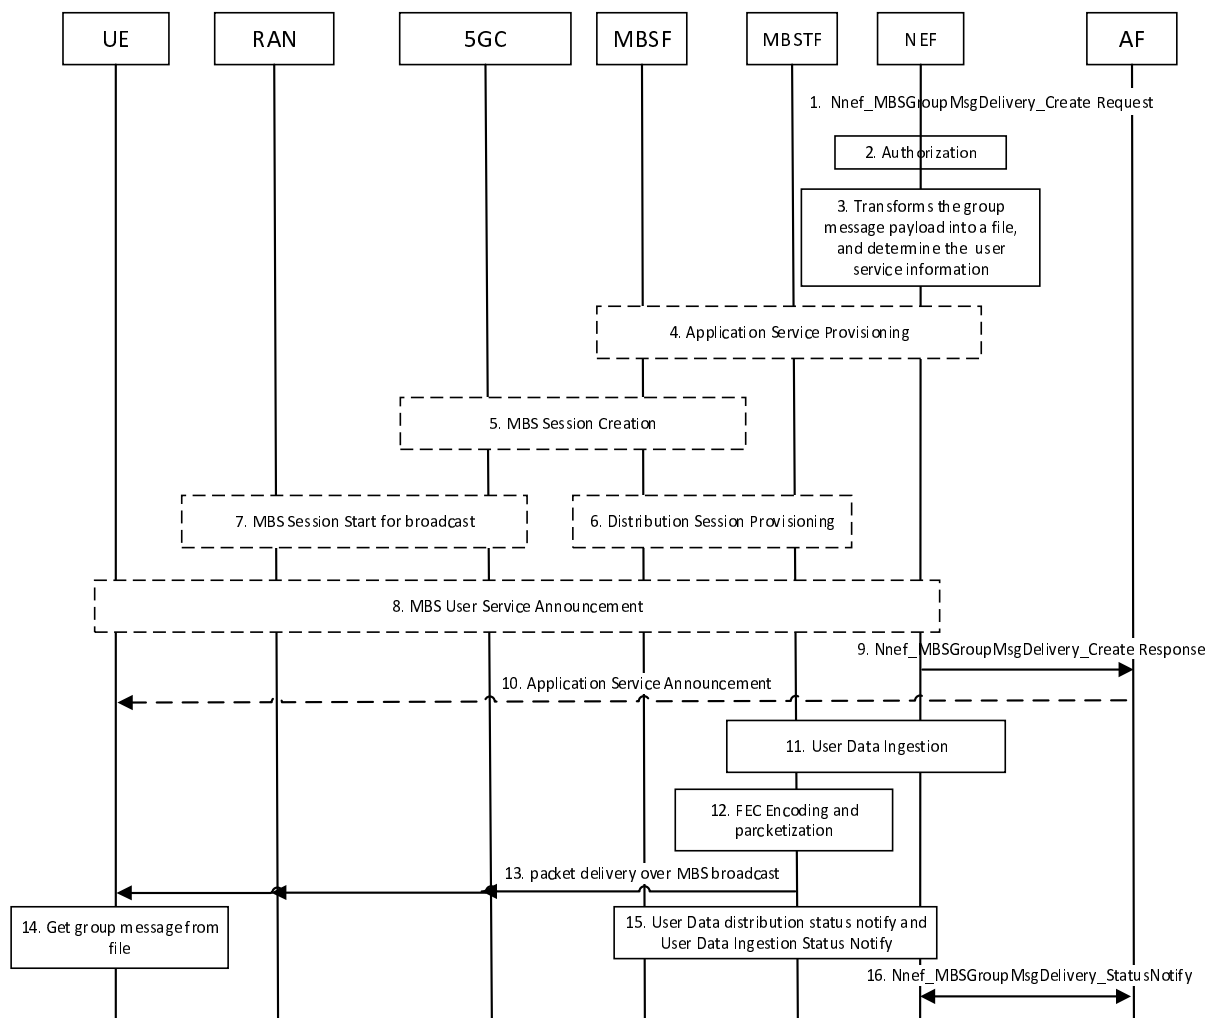 UE RAN 5GC MBSF MBSTF NEF AF
1. Nnef_MBSGroupMsgDelivery_Create Request
2. Authorization
3. Transforms the group
message payload into a file,
and determine the user
service information
4. Application Service Provisioning
5. MBS Session Creation
7. MBS Session Start for broadcast
6. Distribution Session Provisioning
8. MBS User Service Announcement
9. Nnef_MBSGroupMsgDelivery_Create Response
10. Application Service Announcement
11. User Data Ingestion
12. FEC Encoding and
parcketization
13. packet delivery over MBS broadcast
14. Get group message from
file
15. User Data distribution status notify and
User Data Ingestion Status Notify
16. Nnef_MBSGroupMsgDelivery_StatusNotify